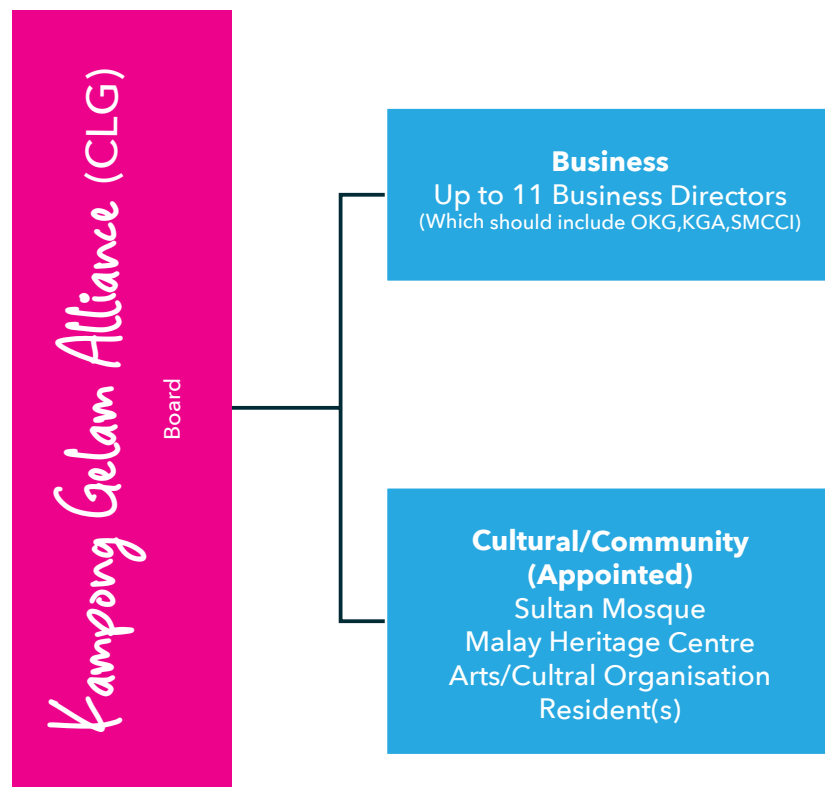 Kampong Gelam Alliance (CLG)
Board
Business
Up to 11 Business Directors
(Which should include OKG,KGA,SMCCI)
Cultural/Community
(Appointed)
Sultan Mosque
Malay Heritage Centre
Arts/Cultral Organisation
Resident(s)